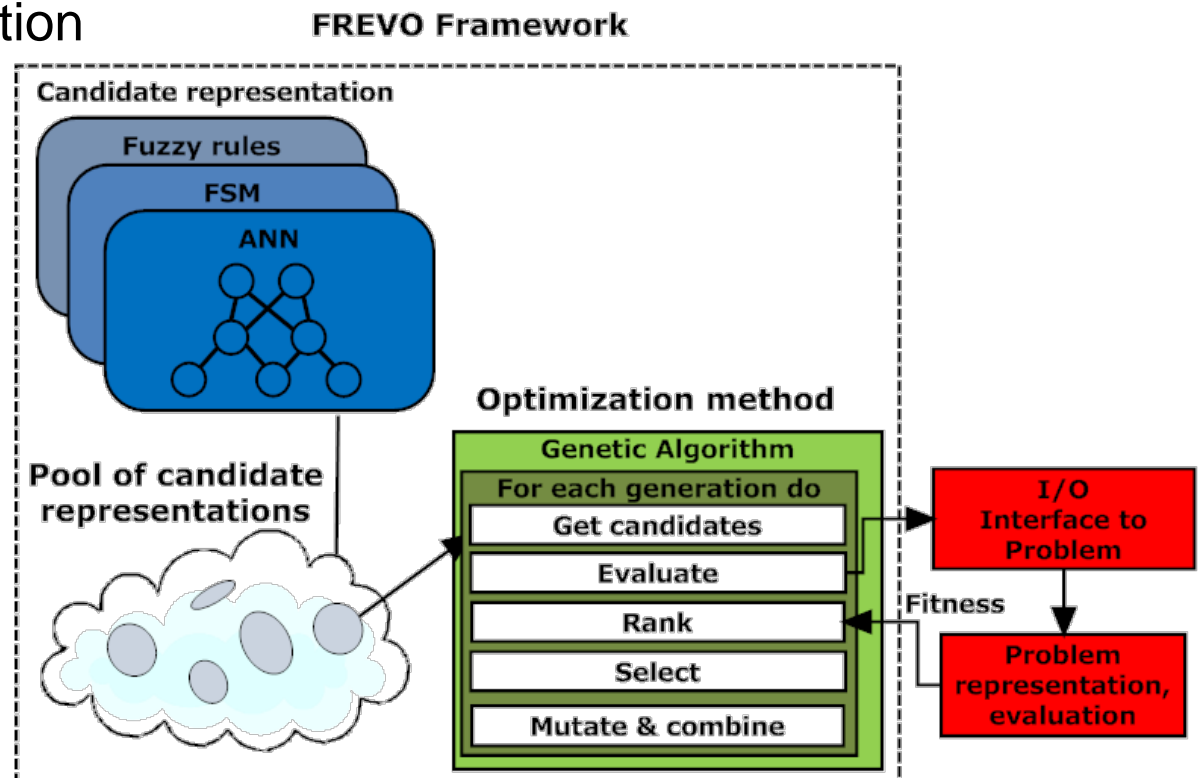 tion
FREVO Framework
Candidate representation
Fuzzy rules
FSM
ANN
Optimization method
Genetic Algorithm
For each generation do
Get candidates
Evaluate
Rank
Select
Mutate & combine
Pool of candidate
representations
I/O
Interface to
Problem
Fitness
Problem
representation,
evaluation